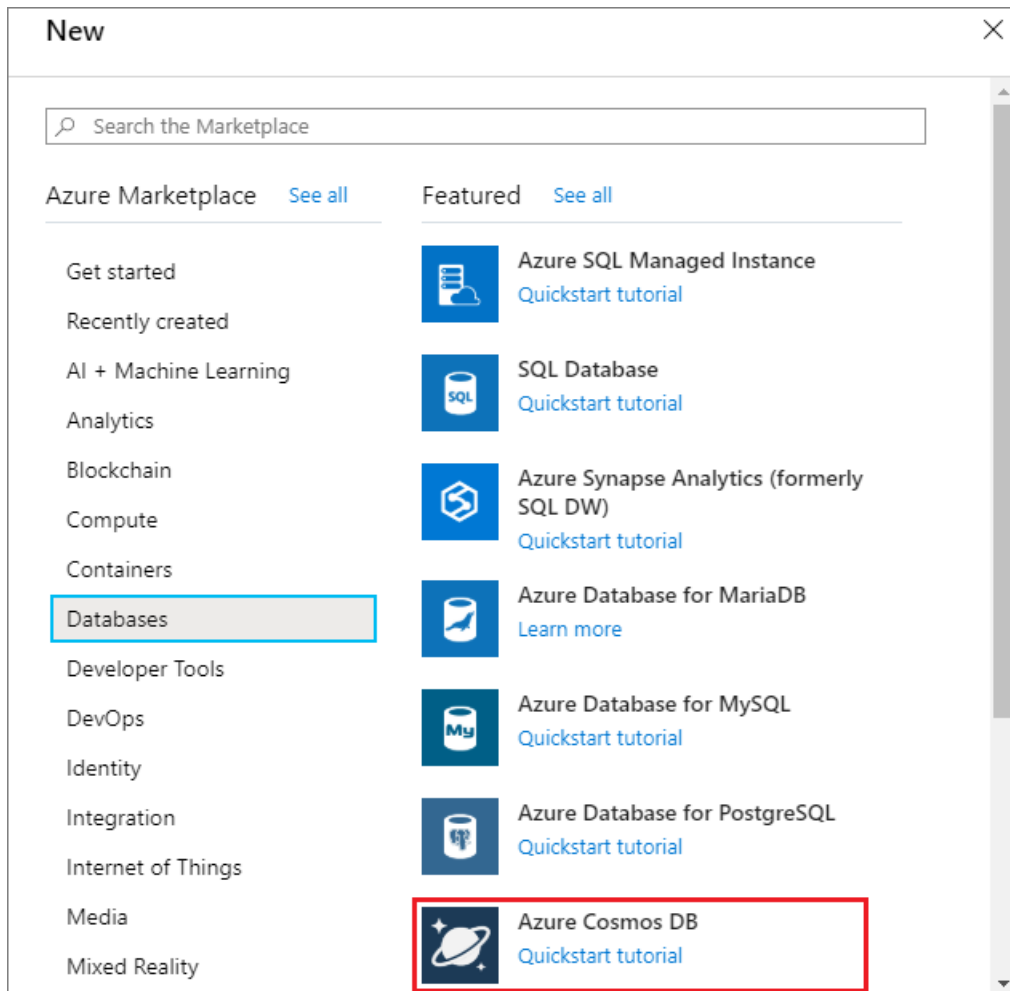 New
Search the Marketplace
Azure Marketplace See all
Get started
Recently created
AI + Machine Learning
Analytics
Blockchain
Compute
Containers
Databases
Developer Tools
DevOps
Identity
Integration
Internet of Things
Media
Mixed Reality
Featured See all
Azure SQL Managed Instance
Quickstart tutorial
SQL
SQL Database
Quickstart tutorial
Azure Synapse Analytics (formerly
SQL DW)
Quickstart tutorial
Azure Database for MariaDB
Learn more
My
Azure Database for MySQL
Quickstart tutorial
Azure Database for PostgreSQL
Quickstart tutorial
Azure Cosmos DB
Quickstart tutorial